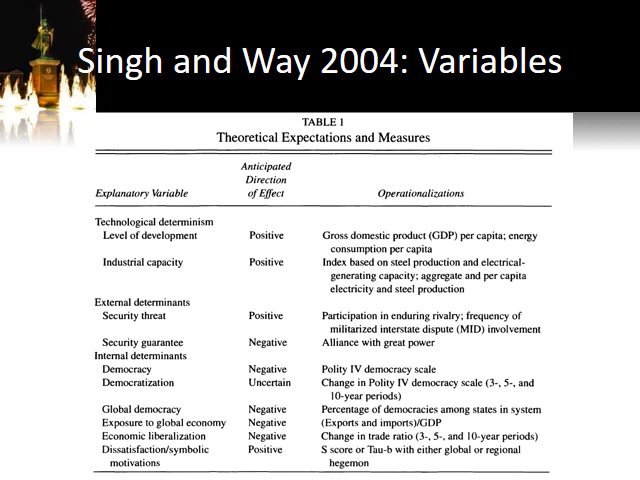 Singh and Way 2004: Variables
TABLE 1
Theoretical Expectations and Measures
Anticipated
Direction
Explanatory Variable of Effect Operationalizations
Technological determinism
Level of development Positive Gross domestic product (GDP) per capita; energy
consumption per capita
Industrial capacity Positive Index based on steel production and electrical-
generating capacity; aggregate and per capita
electricity and steel production
External determinants
Security threat Positive Participation in enduring rivalry; frequency of
militarized interstate dispute (MID) involvement
Security guarantee Negative Alliance with great power
Internal determinants
Democracy Negative Polity IV democracy scale
Democratization Uncertain Change in Polity IV democracy scale (3-, 5-, and
10-year periods)
Global democracy Negative Percentage of democracies among states in system
Exposure to global economy Negative (Exports and imports)/GDP
Economic liberalization Negative Change in trade ratio (3-, 5-, and 10-year periods)
Dissatisfaction/symbolic Positive S score or Tau-b with either global or regional
motivations hegemon